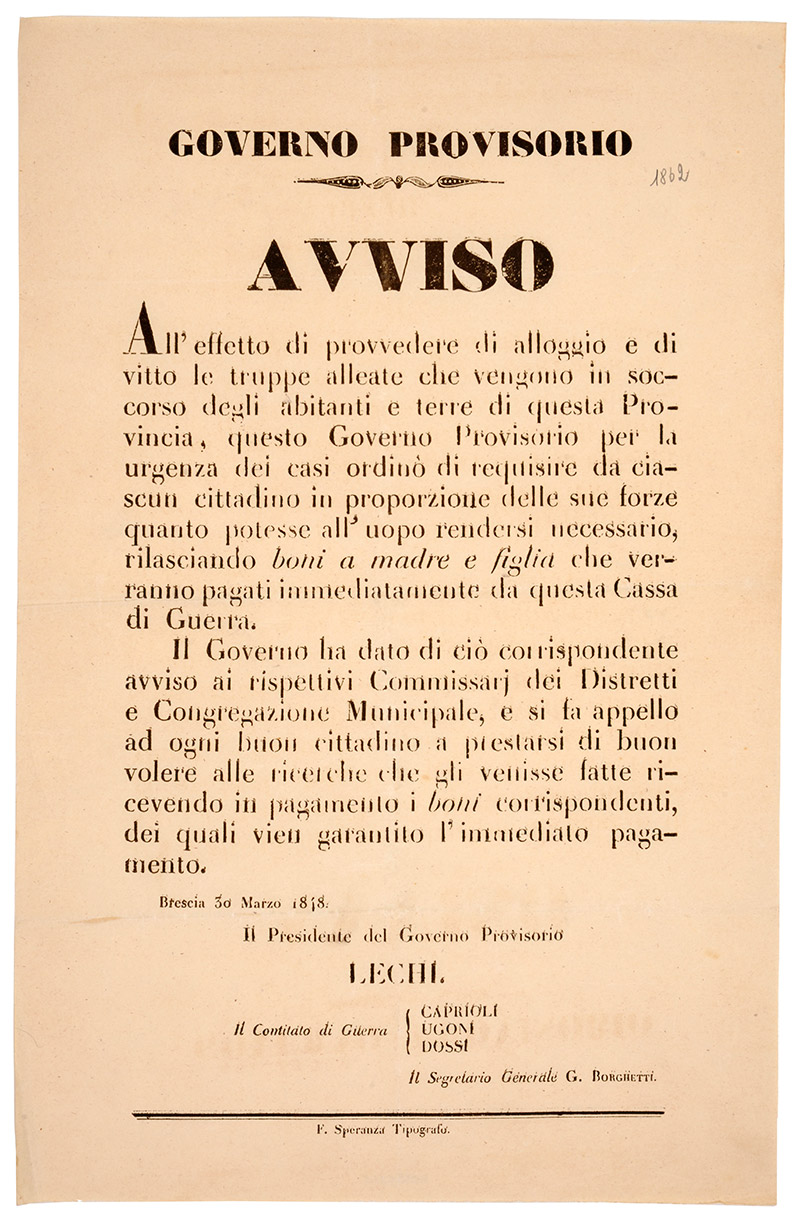 GOVERNO PROVISORIO
1862
AVVISO
All' effetto di provvedere di alloggio e di
vitto le truppe alleate che vengono in soc-
corso degli abitanti e terre di questa Pro-
vincia, questo Governo Provisorio per la
urgenza dei casi ordinò di requisire da cia-
scun cittadino in proporzione delle sue forze
quanto potesse all' uopo rendersi necessario,
rilasciando boni a madre e figlia che ver-
ranno pagati immediatamente da questa Cassa
di Guerra.
Il Governo ha dato di ciò corrispondente
avviso ai rispettivi Commissarj dei Distretti
e Congregazione Municipale, e si fa appello
ad ogni buon cittadino a prestarsi di buon
volere alle ricerche che gli venisse fatte ri-
cevendo in pagamento i boni corrispondenti,
dei quali vien garantito l' immediato paga-
mento.
Brescia 30 Marzo 1848.
Il Presidente del Governo Provisorio
LECHI.
CAPRIOLI
Il Comitato di Guerra UGONI
DOSSI
Il Segretario Generale G. BORGHETTI.
F. Speranza Tipografo.